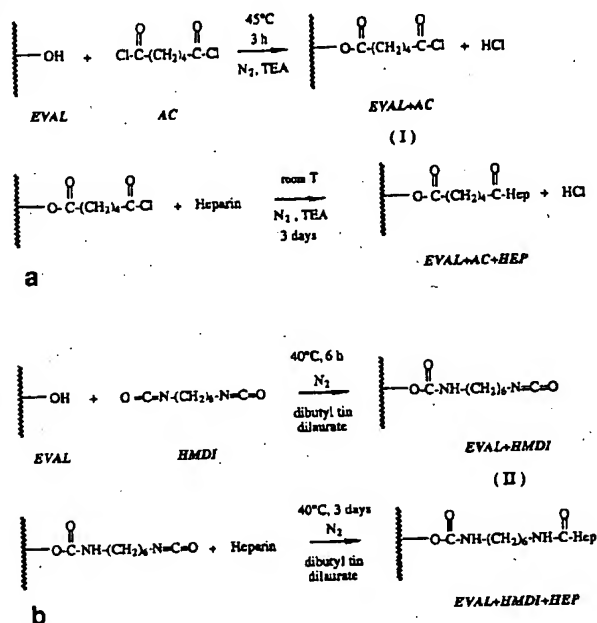 45°C
3 h
N2, TEA
OH + Cl-C-(CH2)4-C-Cl
O O
O-C-(CH2)4-C-Cl + HCl
O O
EVAL AC EVAL+AC
(I)
room T
N2, TEA
3 days
O-C-(CH2)4-C-Cl + Heparin
O O
O-C-(CH2)4-C-Hep + HCl
O O
EVAL+AC+HEP
a
40°C, 6 h
N2
dibutyl tin
dilaurate
OH + O=C=N-(CH2)6-N=C=O
O-C-NH-(CH2)6-N=C=O
O
EVAL HMDI EVAL+HMDI
(II)
40°C, 3 days
N2
dibutyl tin
dilaurate
O-C-NH-(CH2)6-N=C=O + Heparin
O
O-C-NH-(CH2)6-NH-C-Hep
O O
EVAL+HMDI+HEP
b